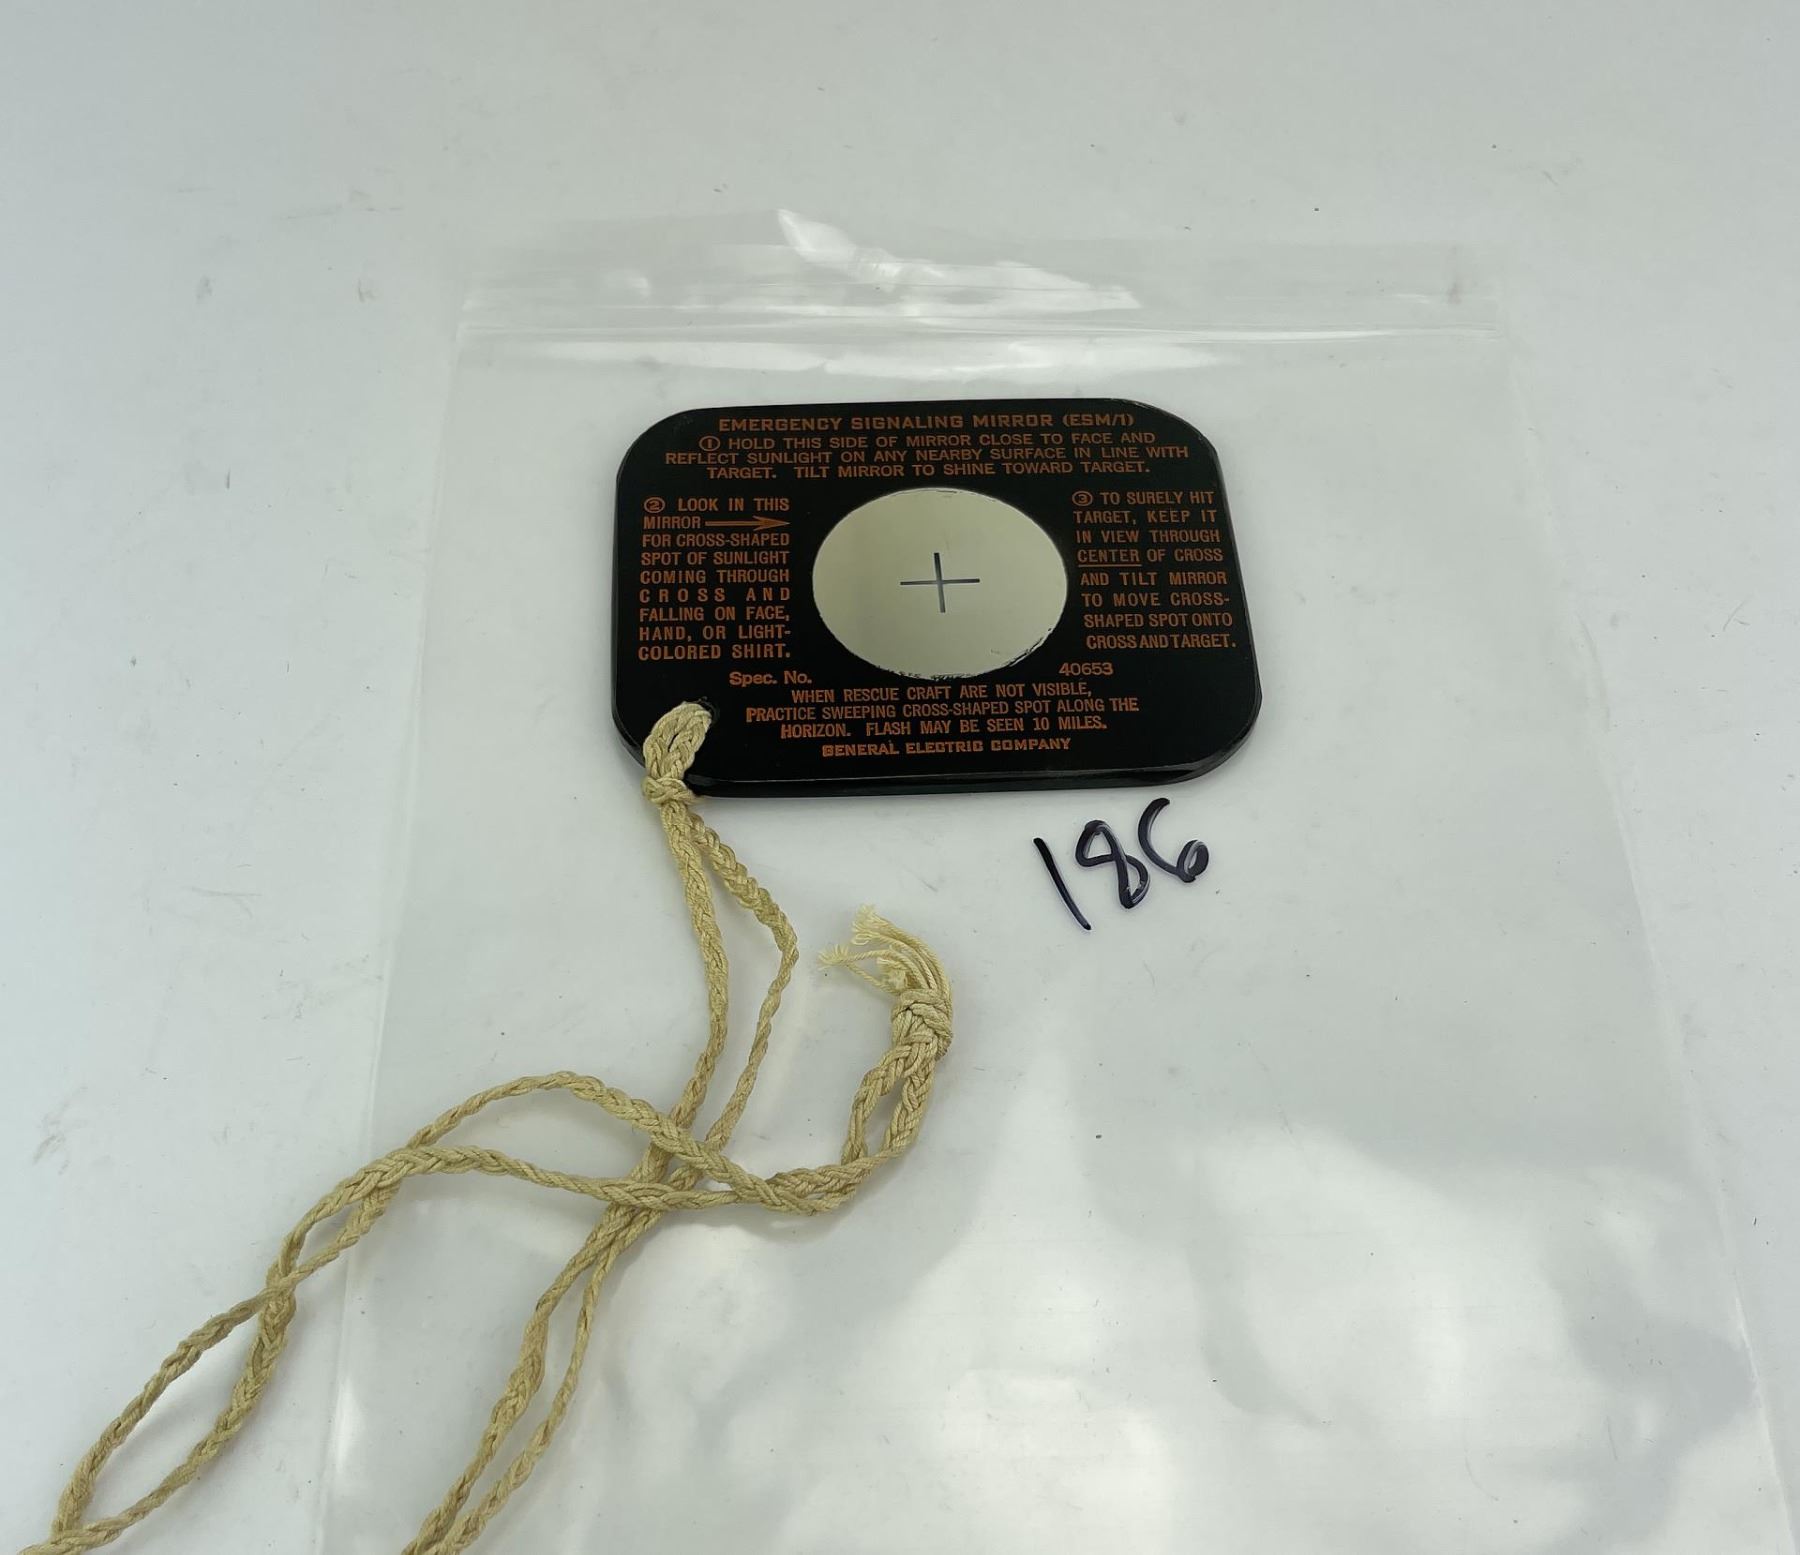 EMERGENCY SIGNALING MIRROR (ESM/1)
① HOLD THIS SIDE OF MIRROR CLOSE TO FACE AND
REFLECT SUNLIGHT ON ANY NEARBY SURFACE IN LINE WITH
TARGET. TILT MIRROR TO SHINE TOWARD TARGET.
② LOOK IN THIS
MIRROR
FOR CROSS-SHAPED
SPOT OF SUNLIGHT
COMING THROUGH
CROSS AND
FALLING ON FACE,
HAND, OR LIGHT-
COLORED SHIRT.
③ TO SURELY HIT
TARGET, KEEP IT
IN VIEW THROUGH
CENTER OF CROSS
AND TILT MIRROR
TO MOVE CROSS-
SHAPED SPOT ONTO
CROSS AND TARGET.
Spec. No. 40653
WHEN RESCUE CRAFT ARE NOT VISIBLE,
PRACTICE SWEEPING CROSS-SHAPED SPOT ALONG THE
HORIZON. FLASH MAY BE SEEN 10 MILES.
GENERAL ELECTRIC COMPANY
186